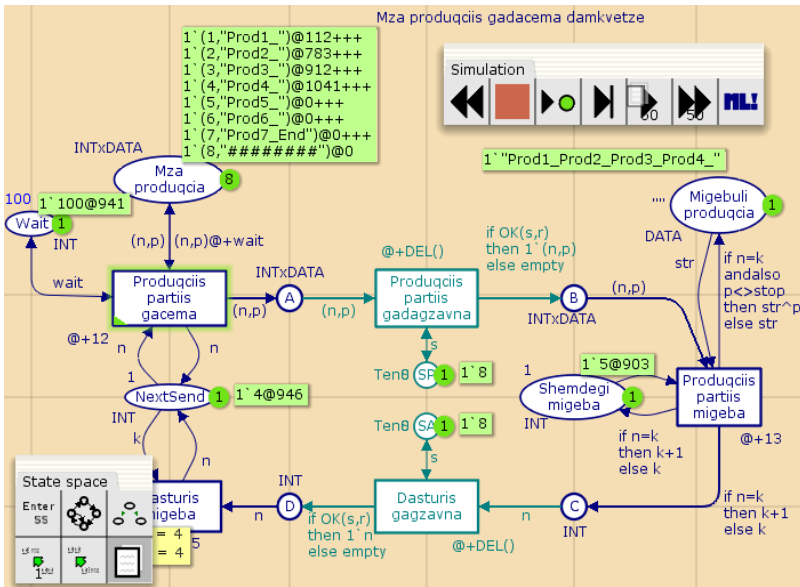 Mza produqciis gadacema damkvetze
1`(1,"Prod1_")@112+++
1`(2,"Prod2_")@783+++
1`(3,"Prod3_")@912+++
1`(4,"Prod4_")@1041+++
1`(5,"Prod5_")@0+++
1`(6,"Prod6_")@0+++
1`(7,"Prod7_End")@0+++
1`(8,"########")@0
Simulation
50
ML!
INTxDATA
Mza
produqcia
8
1`"Prod1_Prod2_Prod3_Prod4_"
100
1`100@941
Wait
1
INT
""
Migebuli
produqcia
1
DATA
(n,p)
(n,p)@+wait
@+DEL()
if OK(s,r)
then 1`(n,p)
else empty
str
if n=k
andalso
p<>stop
then str^p
else str
wait
Produqciis
partiis
gacema
INTxDATA
A
(n,p)
(n,p)
Produqciis
partiis
gadagzavna
B
(n,p)
INTxDATA
@+12
n
n
s
Ten0
SP
1
1`8
1`5@903
1
Shemdegi
migeba
1
INT
Produqciis
partiis
migeba
@+13
1
NextSend
1
1`4@946
INT
Ten0
SA
1
1`8
k
n
s
if n=k
then k+1
else k
State space
Enter
SS
INT
Dasturis
gagzavna
D
C
n
n
if OK(s,r)
then 1`n
else empty
@+DEL()
INT
if n=k
then k+1
else k
= 4
= 4